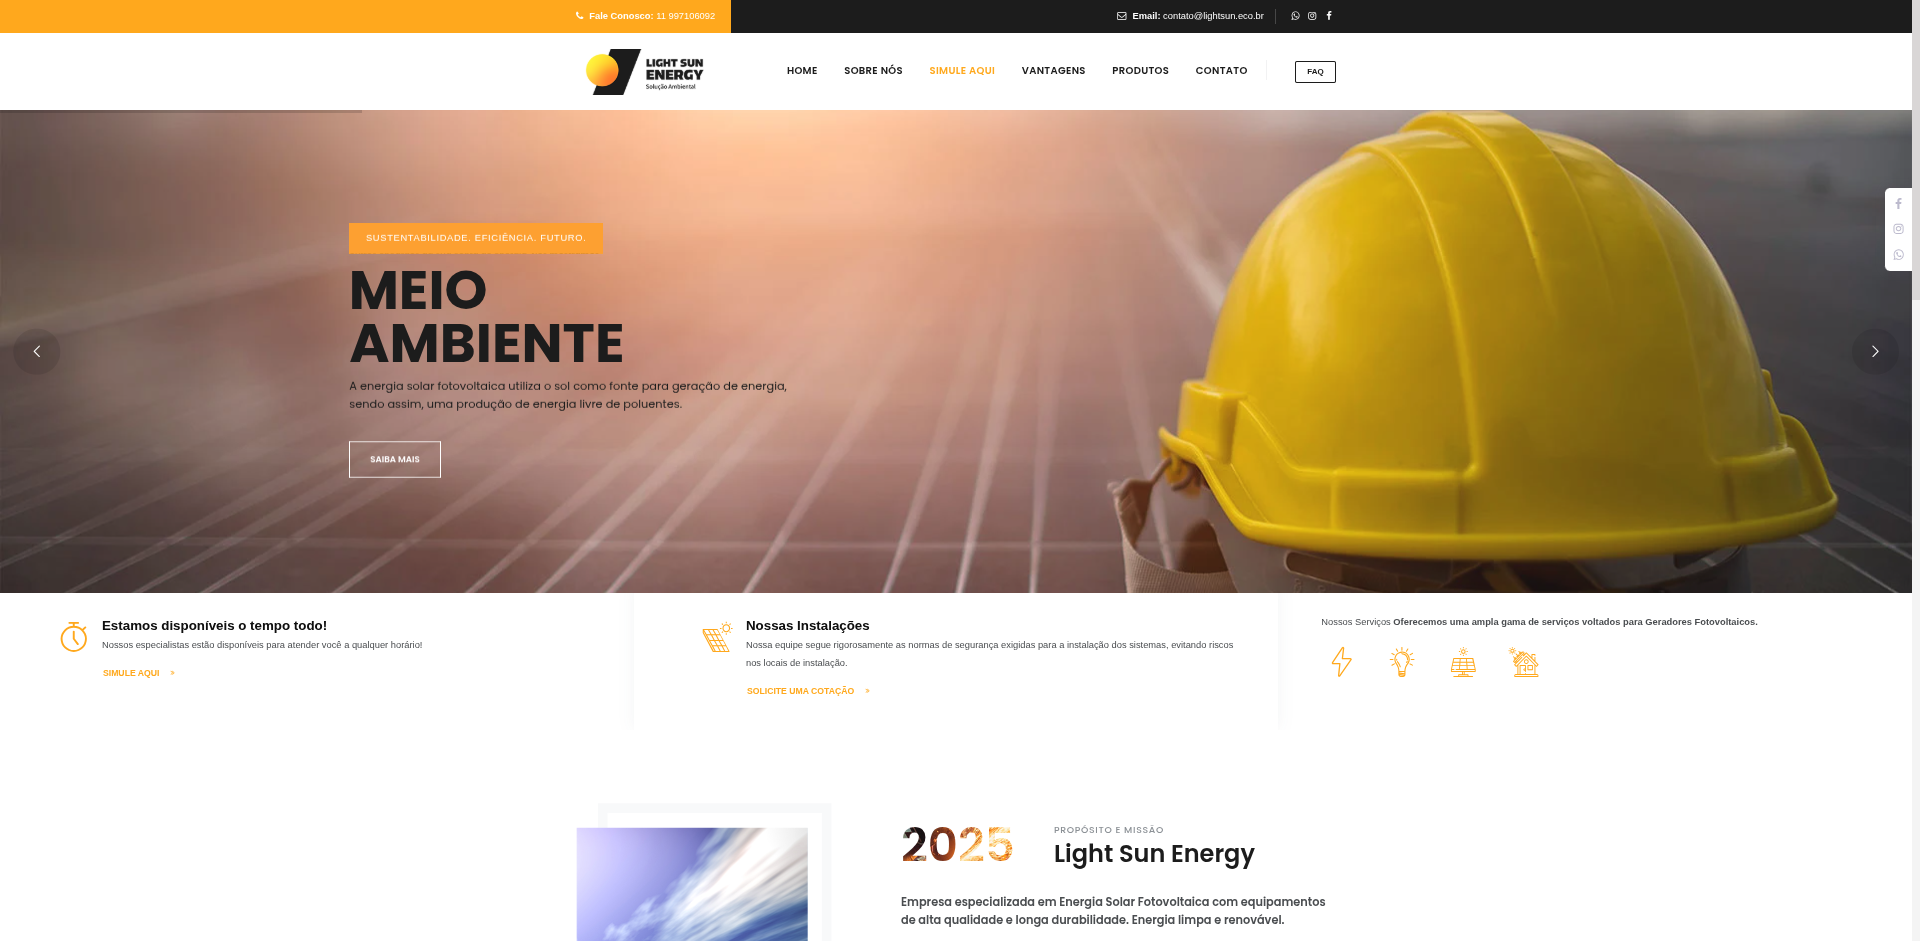 Fale Conosco: 11 997106092
Email: contato@lightsun.eco.br
LIGHT SUN
ENERGY
Solução Ambiental
HOME
SOBRE NÓS
SIMULE AQUI
VANTAGENS
PRODUTOS
CONTATO
FAQ
SUSTENTABILIDADE. EFICIÊNCIA. FUTURO.
MEIO
AMBIENTE
A energia solar fotovoltaica utiliza o sol como fonte para geração de energia,
sendo assim, uma produção de energia livre de poluentes.
SAIBA MAIS
Estamos disponíveis o tempo todo!
Nossos especialistas estão disponíveis para atender você a qualquer horário!
SIMULE AQUI
Nossas Instalações
Nossa equipe segue rigorosamente as normas de segurança exigidas para a instalação dos sistemas, evitando riscos
nos locais de instalação.
SOLICITE UMA COTAÇÃO
Nossos Serviços Oferecemos uma ampla gama de serviços voltados para Geradores Fotovoltaicos.
2025
PROPÓSITO E MISSÃO
Light Sun Energy
Empresa especializada em Energia Solar Fotovoltaica com equipamentos
de alta qualidade e longa durabilidade. Energia limpa e renovável.